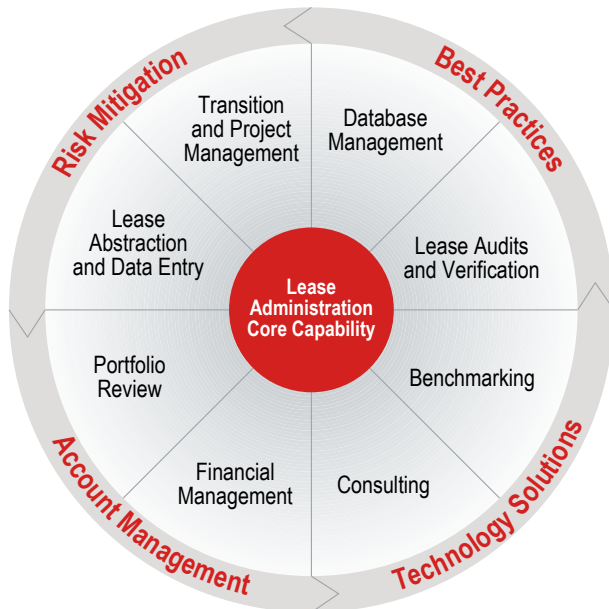 Risk Mitigation
Best Practices
Transition
and Project
Management
Database
Management
Lease
Abstraction
and Data Entry
Lease Audits
and Verification
Lease
Administration
Core Capability
Portfolio
Review
Benchmarking
Financial
Management
Consulting
Account Management
Technology Solutions